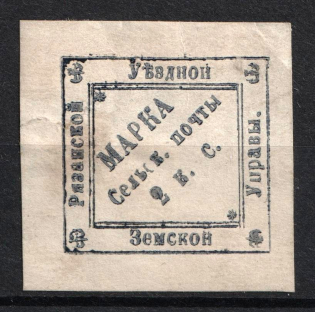 Рязанской
Уѣздной
Земской
Управы.
МАРКА
Сельск. почты
2 к. с.